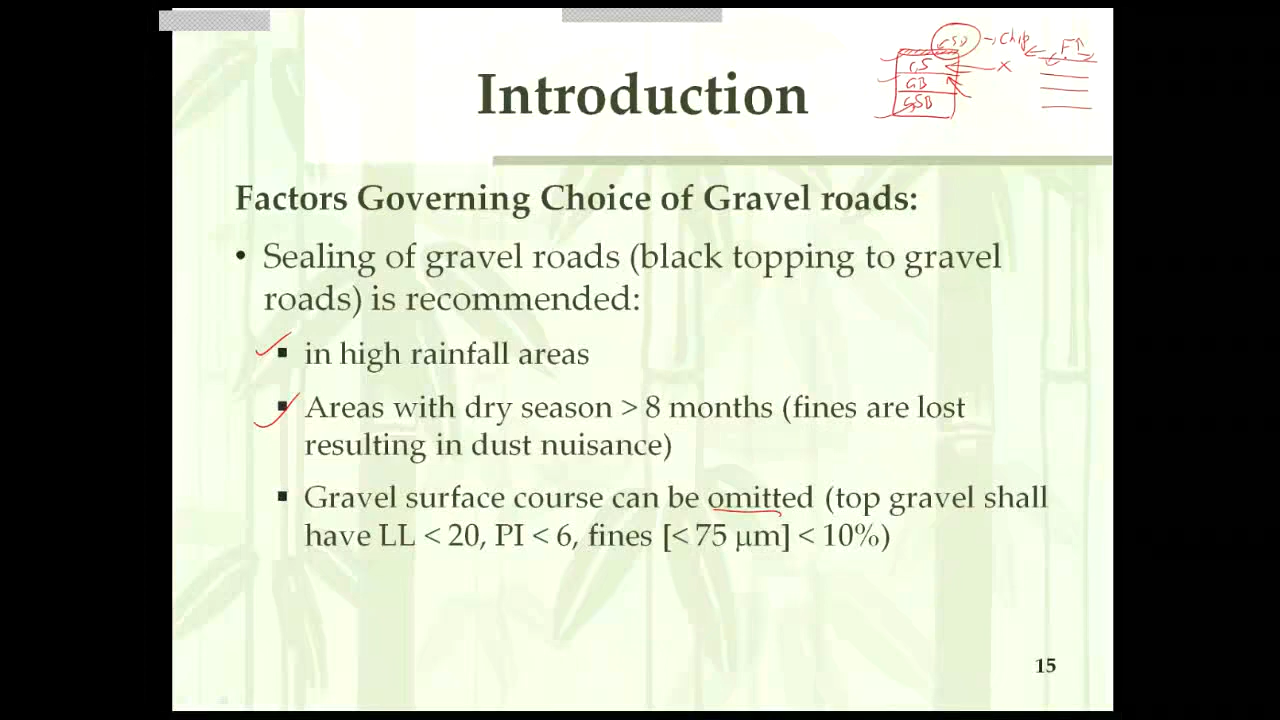 Introduction
SD → Chip F↑
G.S ← X
GB
GSB
Factors Governing Choice of Gravel roads:
• Sealing of gravel roads (black topping to gravel
roads) is recommended:
▪ in high rainfall areas
▪ Areas with dry season > 8 months (fines are lost
resulting in dust nuisance)
▪ Gravel surface course can be omitted (top gravel shall
have LL < 20, PI < 6, fines [< 75 μm] < 10%)
15